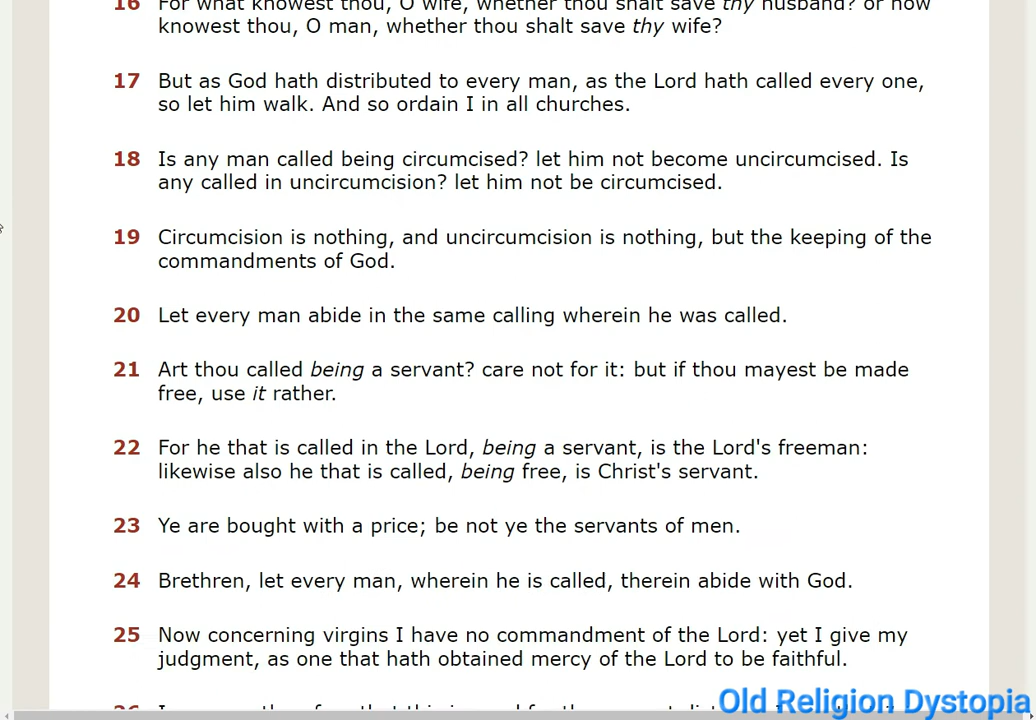 16 For what knowest thou, O wife, whether thou shalt save thy husband? or how
knowest thou, O man, whether thou shalt save thy wife?
17 But as God hath distributed to every man, as the Lord hath called every one,
so let him walk. And so ordain I in all churches.
18 Is any man called being circumcised? let him not become uncircumcised. Is
any called in uncircumcision? let him not be circumcised.
19 Circumcision is nothing, and uncircumcision is nothing, but the keeping of the
commandments of God.
20 Let every man abide in the same calling wherein he was called.
21 Art thou called being a servant? care not for it: but if thou mayest be made
free, use it rather.
22 For he that is called in the Lord, being a servant, is the Lord's freeman:
likewise also he that is called, being free, is Christ's servant.
23 Ye are bought with a price; be not ye the servants of men.
24 Brethren, let every man, wherein he is called, therein abide with God.
25 Now concerning virgins I have no commandment of the Lord: yet I give my
judgment, as one that hath obtained mercy of the Lord to be faithful.
Old Religion Dystopia